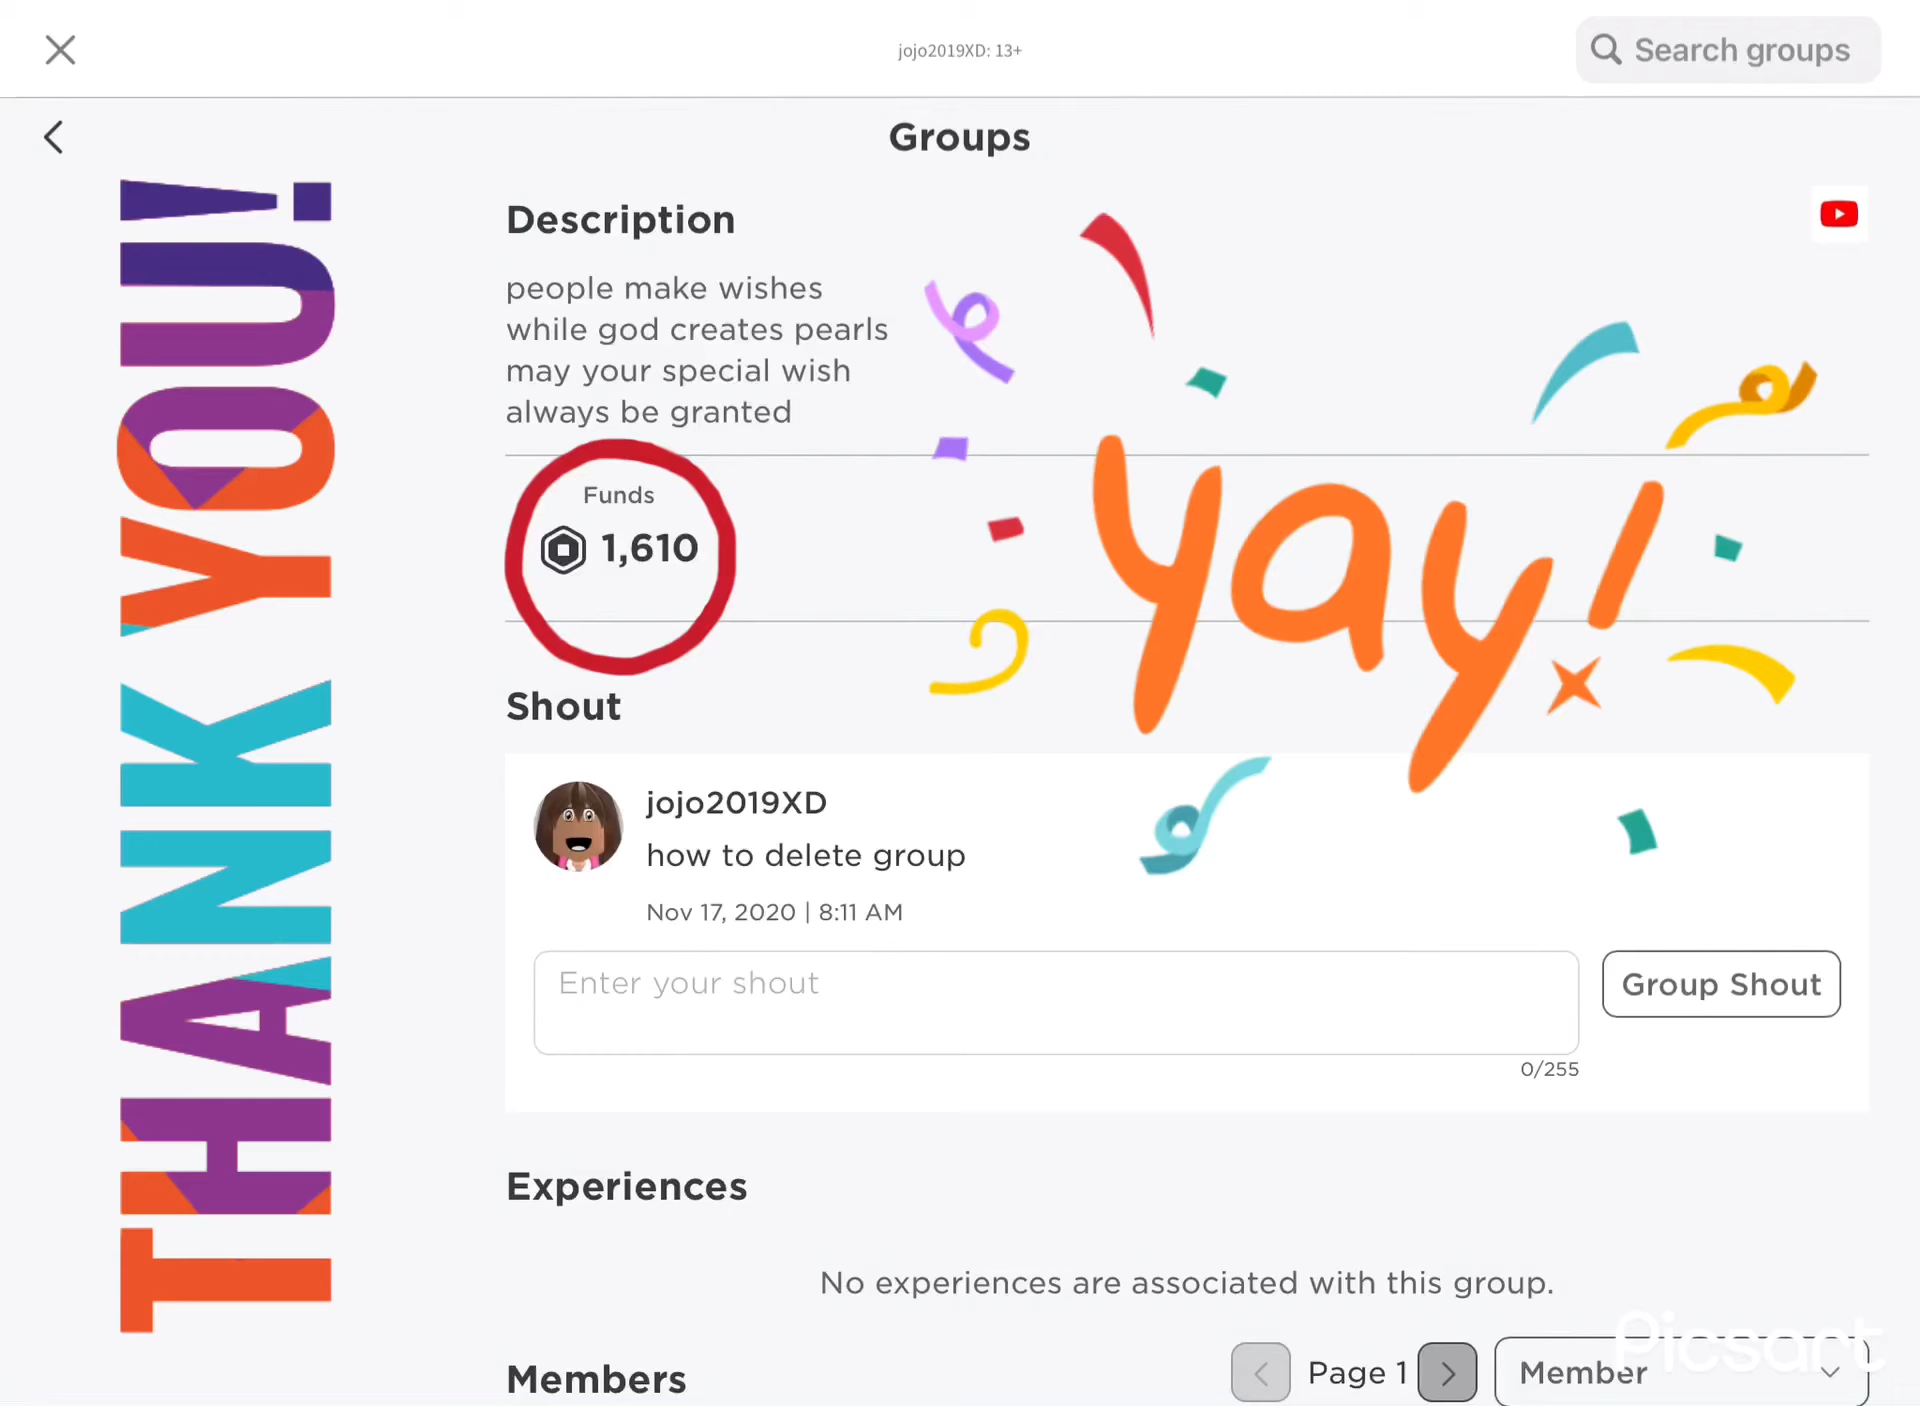 jojo2019XD: 13+
Search groups
Groups
THANK YOU!
Description
people make wishes
while god creates pearls
may your special wish
always be granted
Funds
1,610
yay!
Shout
jojo2019XD
how to delete group
Nov 17, 2020 | 8:11 AM
Enter your shout
Group Shout
0/255
Experiences
No experiences are associated with this group.
Members
Page 1
Member
Picsart